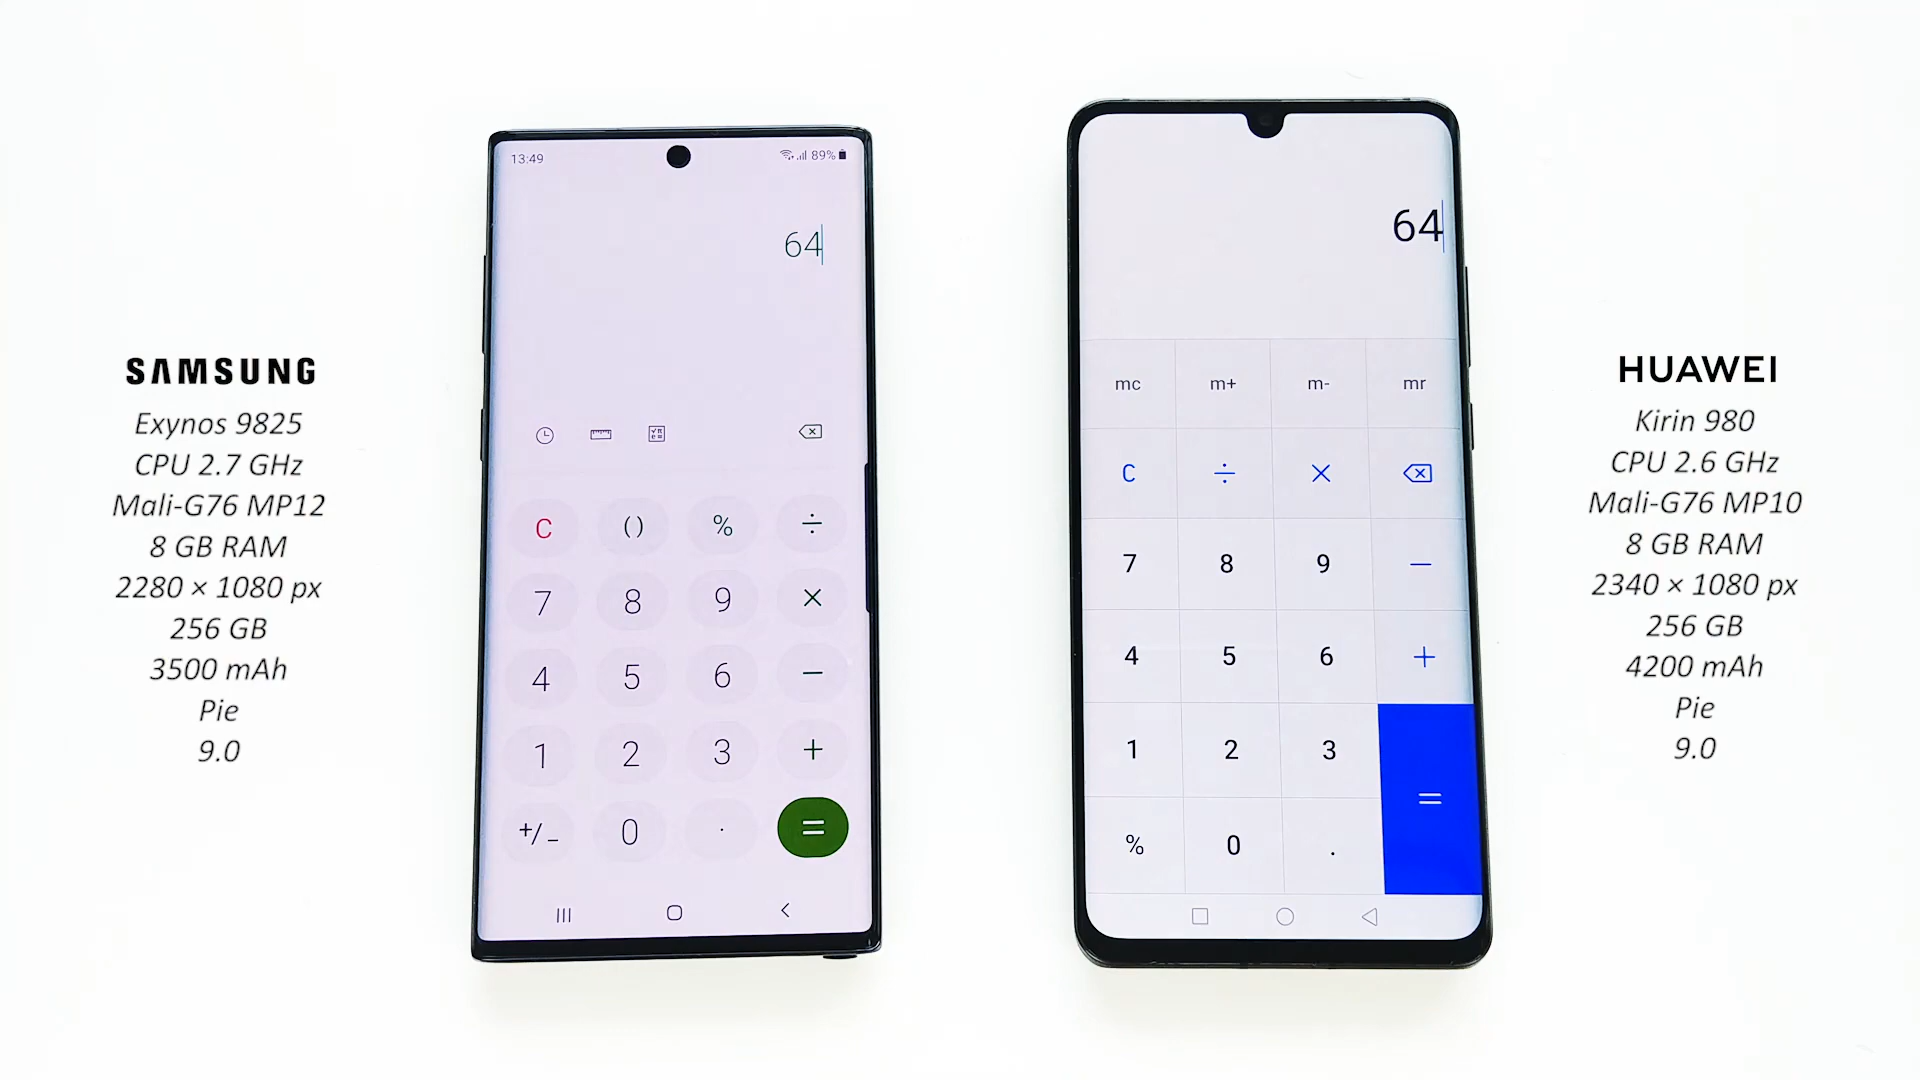 SAMSUNG
Exynos 9825
CPU 2.7 GHz
Mali-G76 MP12
8 GB RAM
2280 × 1080 px
256 GB
3500 mAh
Pie
9.0
13:49
89%
64
C () % ÷
7 8 9 ×
4 5 6 −
1 2 3 +
+/− 0 . =
64
mc m+ m- mr
C ÷ ×
7 8 9 −
4 5 6 +
1 2 3
=
% 0 .
HUAWEI
Kirin 980
CPU 2.6 GHz
Mali-G76 MP10
8 GB RAM
2340 × 1080 px
256 GB
4200 mAh
Pie
9.0